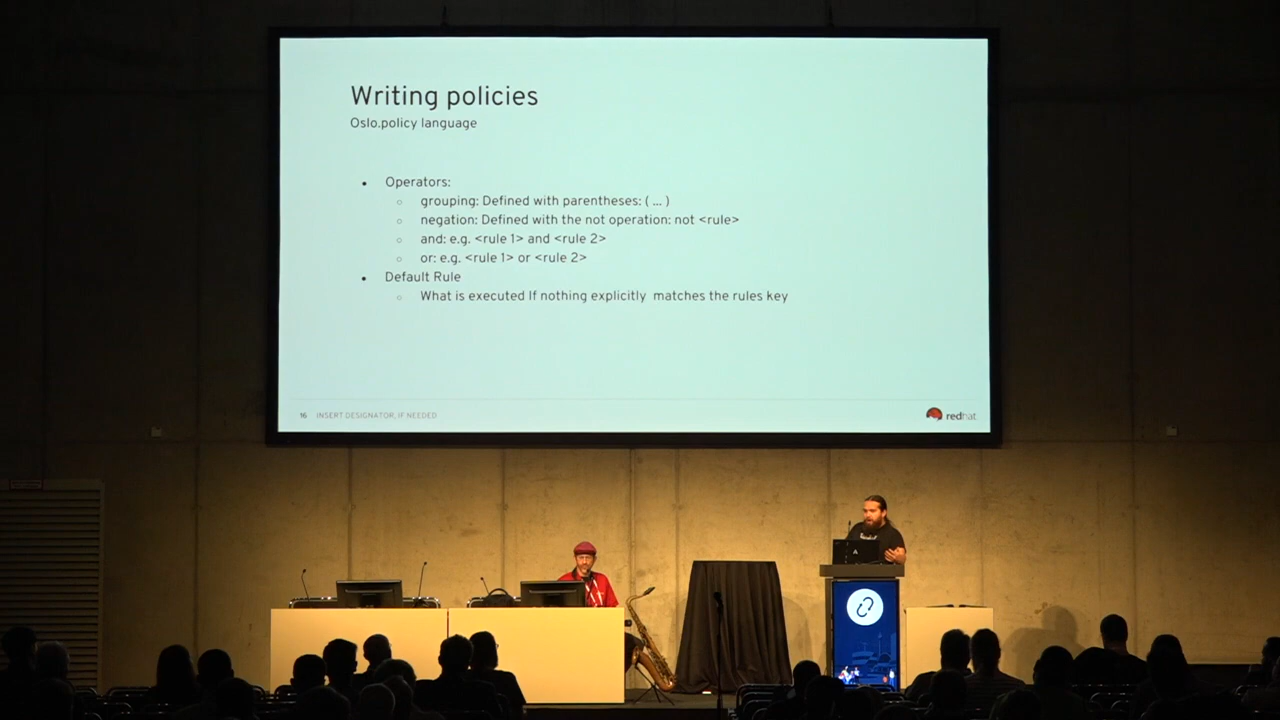 Writing policies
Oslo.policy language
Operators:
grouping: Defined with parentheses: ( ... )
negation: Defined with the not operation: not <rule>
and: e.g. <rule 1> and <rule 2>
or: e.g. <rule 1> or <rule 2>
Default Rule
What is executed If nothing explicitly matches the rules key
16 INSERT DESIGNATOR, IF NEEDED
redhat